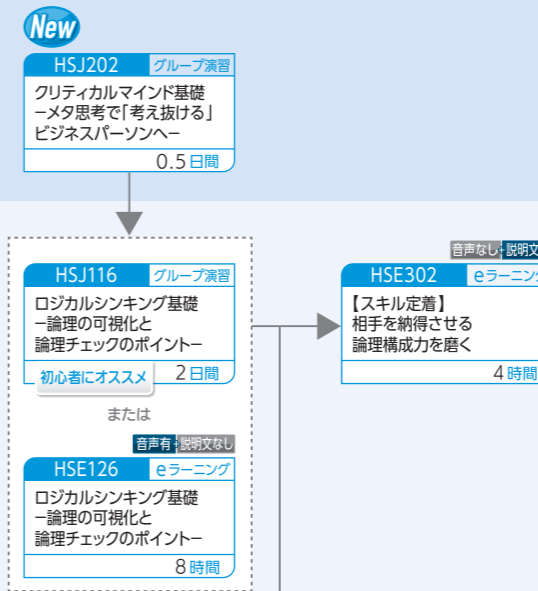 New
HSJ202 グループ演習
クリティカルマインド基礎
−メタ思考で「考え抜ける」
ビジネスパーソンへ−
0.5日間
HSJ116 グループ演習
ロジカルシンキング基礎
−論理の可視化と
論理チェックのポイント−
初心者にオススメ 2日間
または
音声有+説明文なし
HSE126 eラーニング
ロジカルシンキング基礎
−論理の可視化と
論理チェックのポイント−
8時間
音声なし+説明文
HSE302 eラーニング
【スキル定着】
相手を納得させる
論理構成力を磨く
4時間